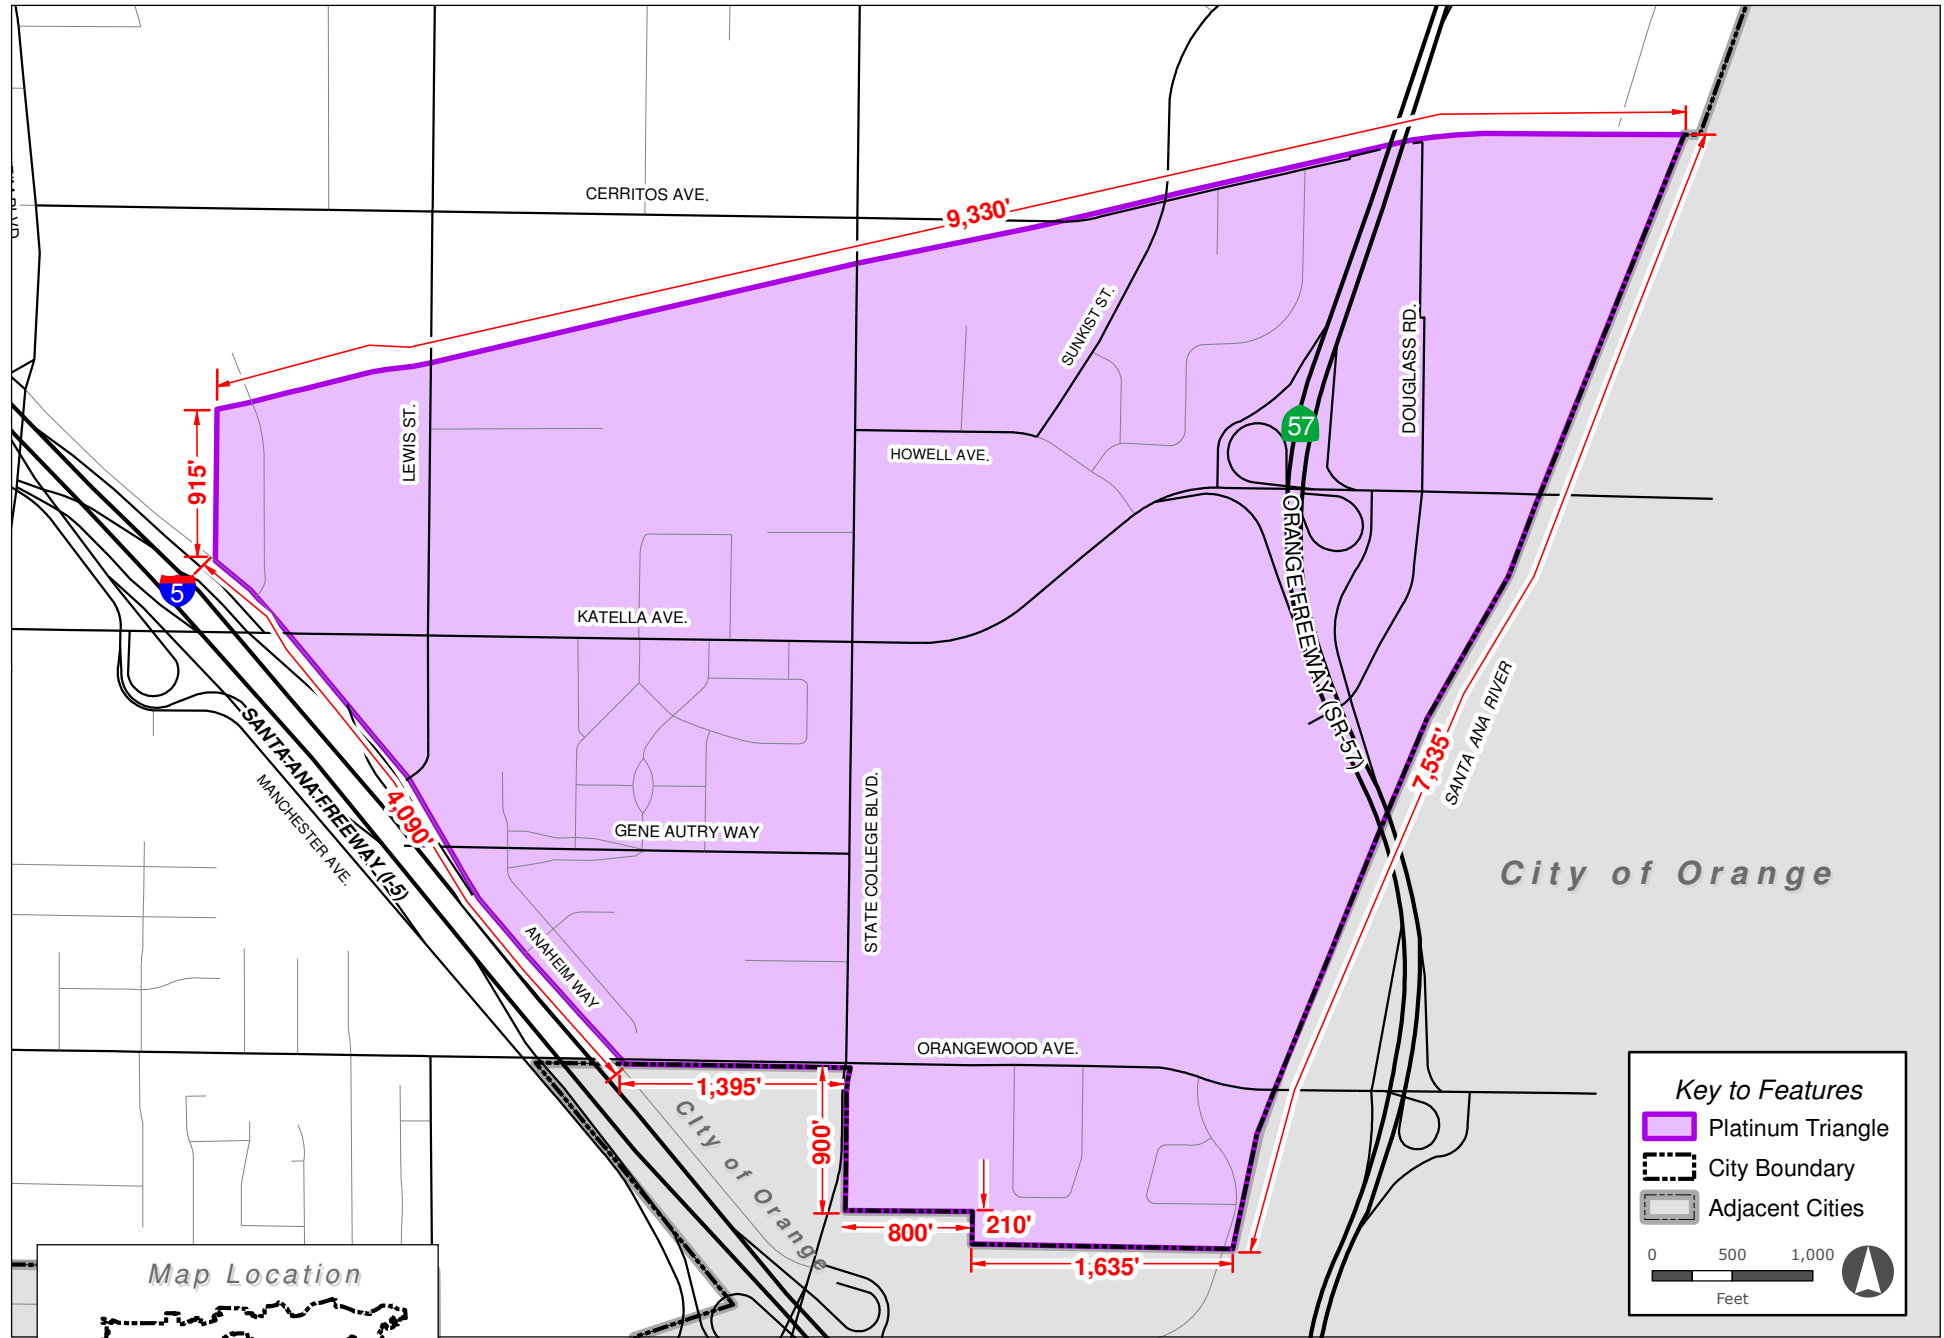 CERRITOS AVE.
9,330'
SUNKIST ST.
DOUGLASS RD.
57
LEWIS ST.
HOWELL AVE.
915'
5
ORANGE FREEWAY (SR-57)
KATELLA AVE.
SANTA ANA RIVER
7,535'
SANTA ANA FREEWAY (I-5)
MANCHESTER AVE.
4,090'
GENE AUTRY WAY
STATE COLLEGE BLVD.
City of Orange
ANAHEIM WAY
ORANGEWOOD AVE.
1,395'
City of Orange
900'
800'
210'
1,635'
Key to Features
Platinum Triangle
City Boundary
Adjacent Cities
0 500 1,000
Feet
Map Location